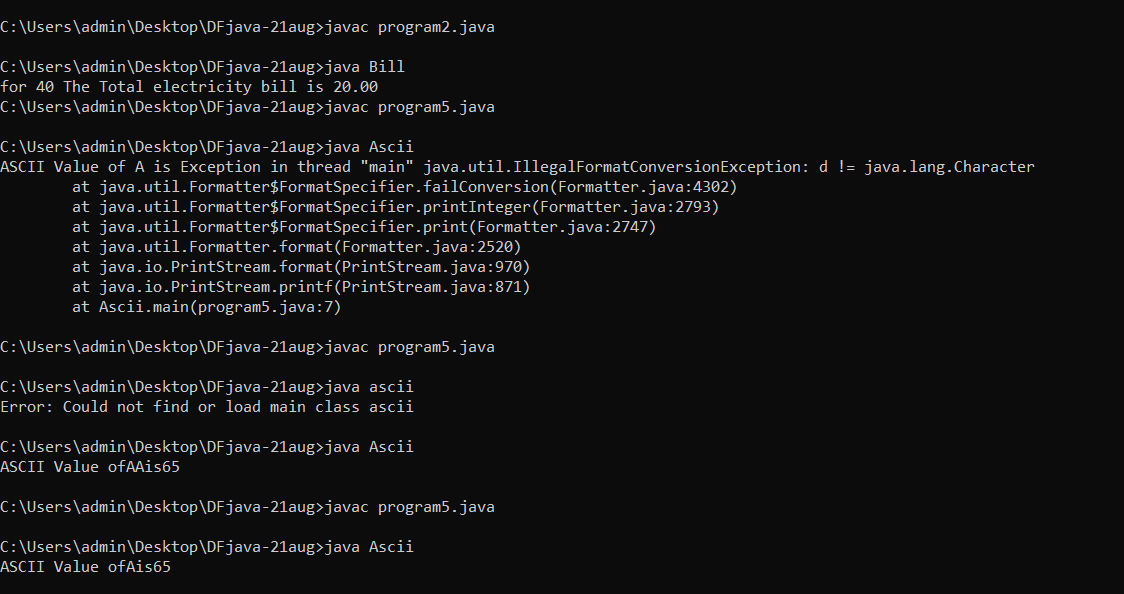 C:\Users\admin\Desktop\DFjava-21aug>javac program2.java
C:\Users\admin\Desktop\DFjava-21aug>java Bill
for 40 The Total electricity bill is 20.00
C:\Users\admin\Desktop\DFjava-21aug>javac program5.java
C:\Users\admin\Desktop\DFjava-21aug>java Ascii
ASCII Value of A is Exception in thread "main" java.util.IllegalFormatConversionException: d != java.lang.Character
at java.util.Formatter$FormatSpecifier.failConversion(Formatter.java:4302)
at java.util.Formatter$FormatSpecifier.printInteger(Formatter.java:2793)
at java.util.Formatter$FormatSpecifier.print(Formatter.java:2747)
at java.util.Formatter.format(Formatter.java:2520)
at java.io.PrintStream.format(PrintStream.java:970)
at java.io.PrintStream.printf(PrintStream.java:871)
at Ascii.main(program5.java:7)
C:\Users\admin\Desktop\DFjava-21aug>javac program5.java
C:\Users\admin\Desktop\DFjava-21aug>java ascii
Error: Could not find or load main class ascii
C:\Users\admin\Desktop\DFjava-21aug>java Ascii
ASCII Value ofAAis65
C:\Users\admin\Desktop\DFjava-21aug>javac program5.java
C:\Users\admin\Desktop\DFjava-21aug>java Ascii
ASCII Value ofAis65